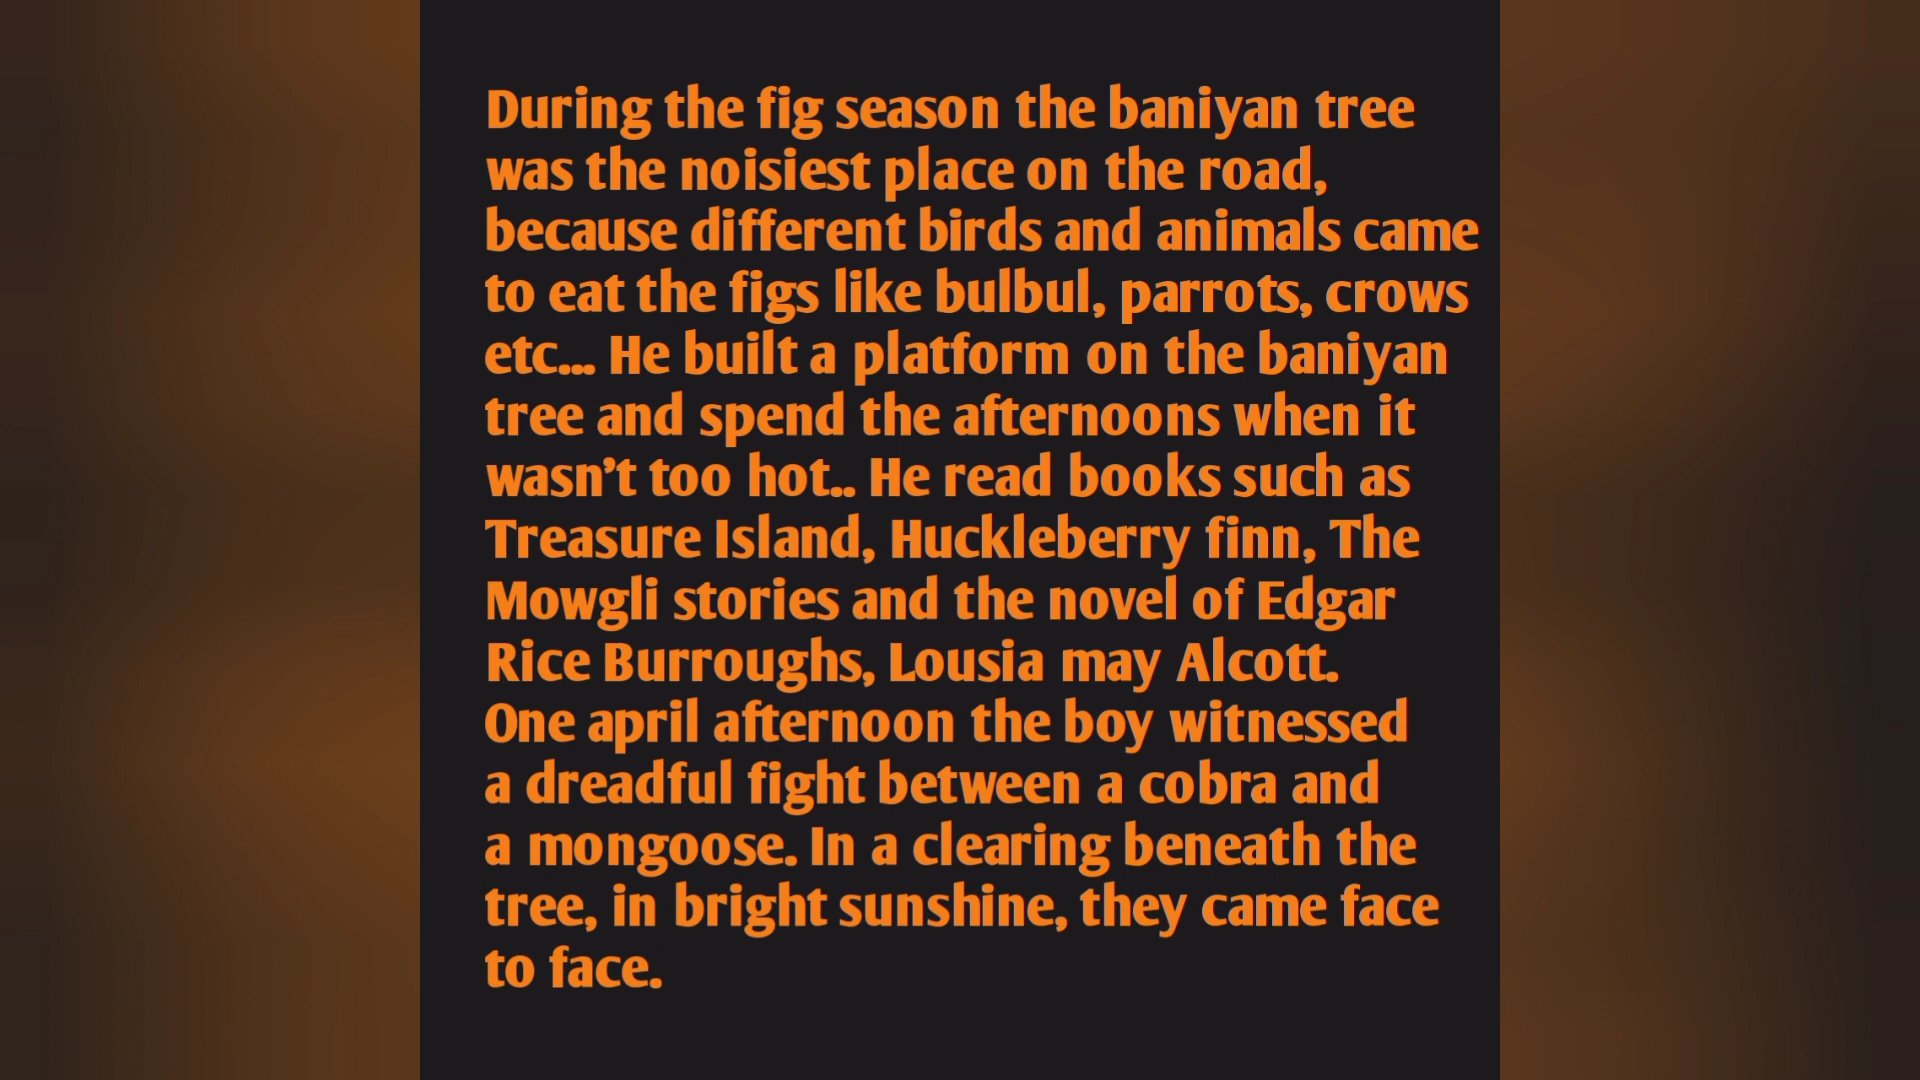 During the fig season the baniyan tree
was the noisiest place on the road,
because different birds and animals came
to eat the figs like bulbul, parrots, crows
etc... He built a platform on the baniyan
tree and spend the afternoons when it
wasn't too hot.. He read books such as
Treasure Island, Huckleberry finn, The
Mowgli stories and the novel of Edgar
Rice Burroughs, Lousia may Alcott.
One april afternoon the boy witnessed
a dreadful fight between a cobra and
a mongoose. In a clearing beneath the
tree, in bright sunshine, they came face
to face.